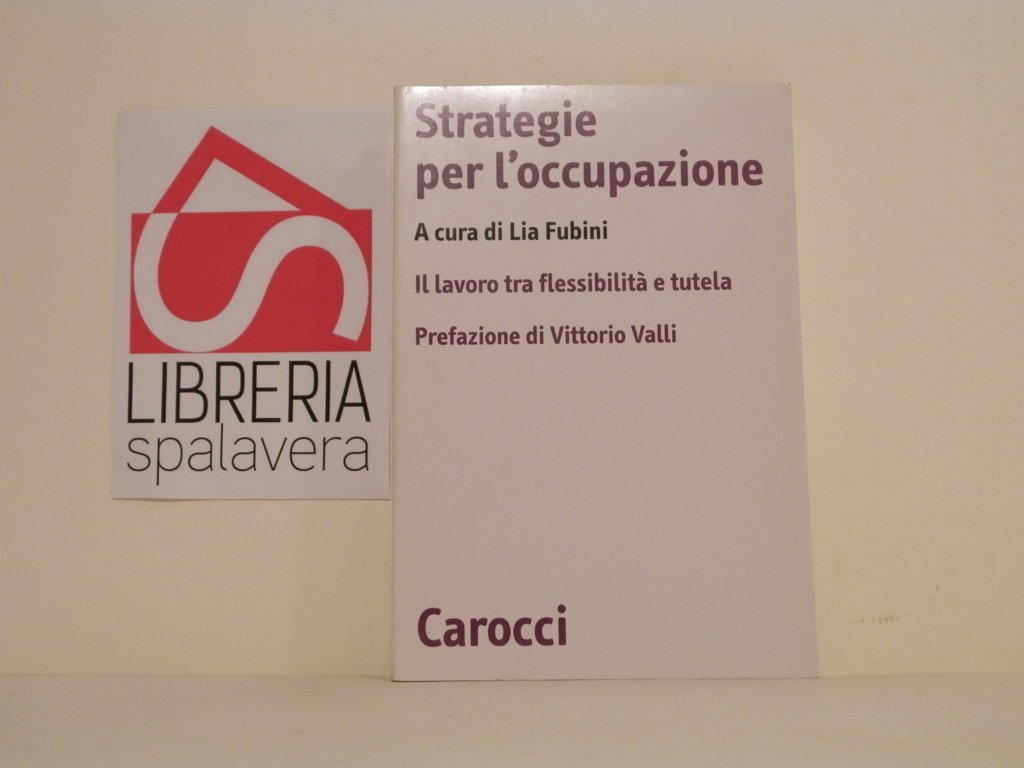 LIBRERIA
spalavera
Strategie
per l'occupazione
A cura di Lia Fubini
Il lavoro tra flessibilità e tutela
Prefazione di Vittorio Valli
Carocci